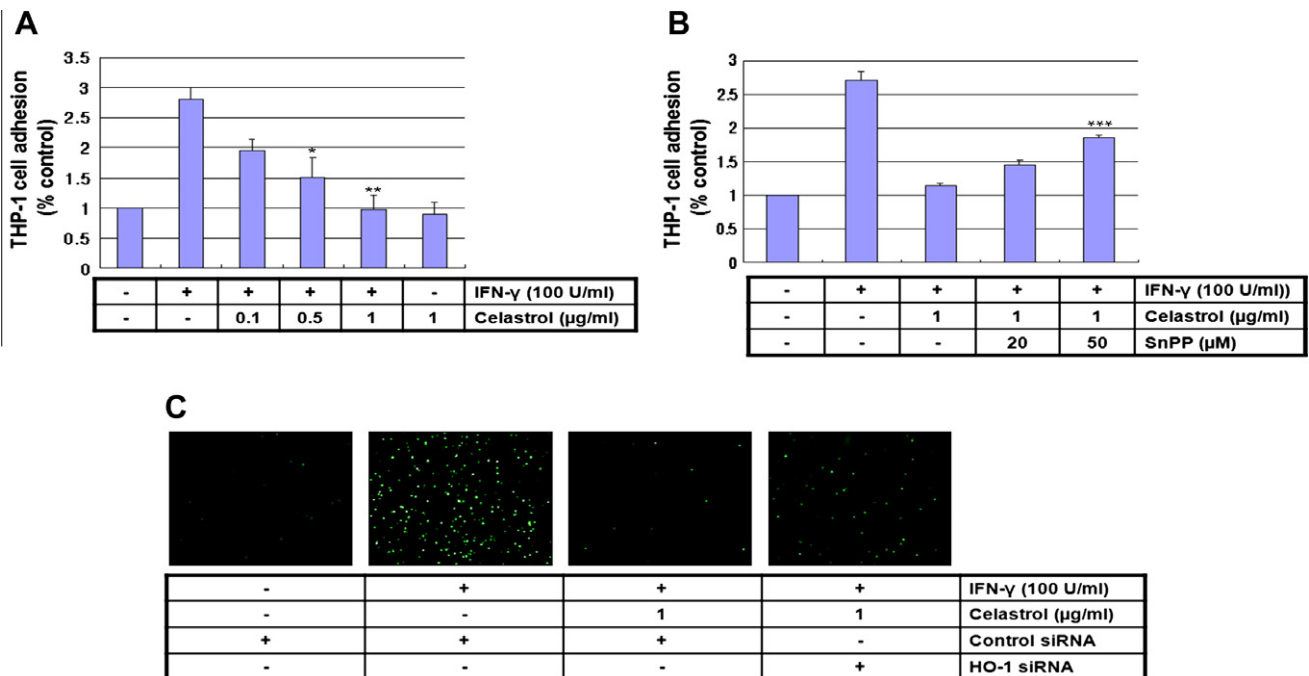 A
THP-1 cell adhesion
(% control)
3.5
3
2.5
2
1.5
1
0.5
0
*
**
- + + + + - IFN-γ (100 U/ml)
- - 0.1 0.5 1 1 Celastrol (µg/ml)
B
THP-1 cell adhesion
(% control)
3
2.5
2
1.5
1
0.5
0
***
- + + + + IFN-γ (100 U/ml))
- - 1 1 1 Celastrol (µg/ml)
- - - 20 50 SnPP (µM)
C
- + + + IFN-γ (100 U/ml)
- - 1 1 Celastrol (µg/ml)
+ + + - Control siRNA
- - - + HO-1 siRNA